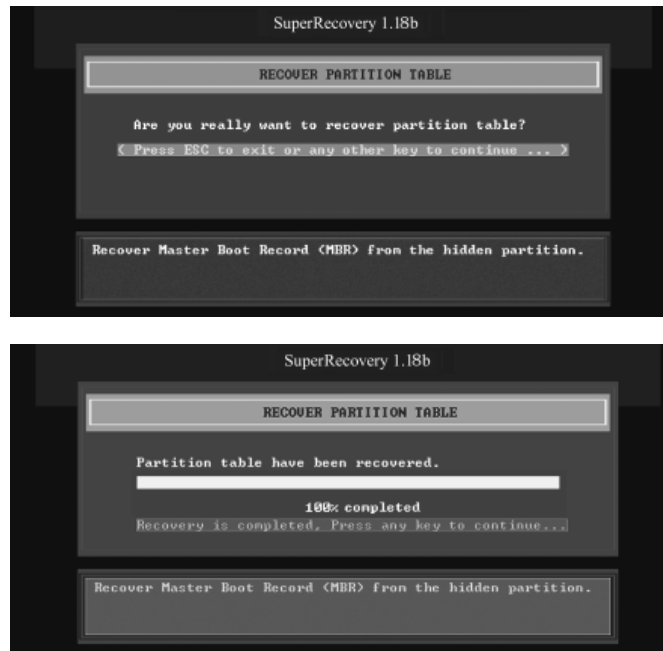 SuperRecovery 1.18b
RECOVER PARTITION TABLE
Are you really want to recover partition table?
< Press ESC to exit or any other key to continue ... >
Recover Master Boot Record (MBR) from the hidden partition.
SuperRecovery 1.18b
RECOVER PARTITION TABLE
Partition table have been recovered.
100% completed
Recovery is completed, Press any key to continue...
Recover Master Boot Record (MBR) from the hidden partition.